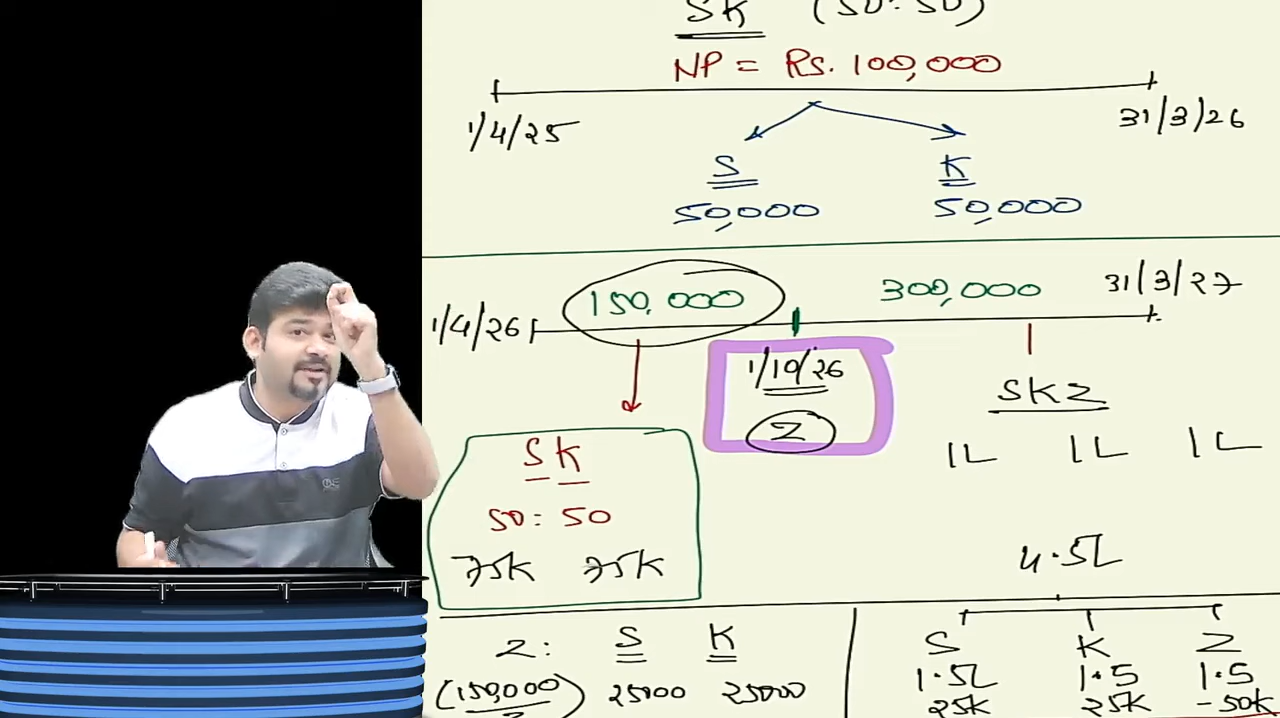 SK (50:50)
NP = Rs. 100,000
1/4/25 31/3/26
S K
50,000 50,000
150,000 300,000 31/3/27
1/4/26
1/10/26
Z
SKZ
1L 1L 1L
SK
50:50
75K 75K
4.5L
Z: S K
(150,000) 25000 25000
S K Z
1.5L 1.5 1.5
25K 25K -50K